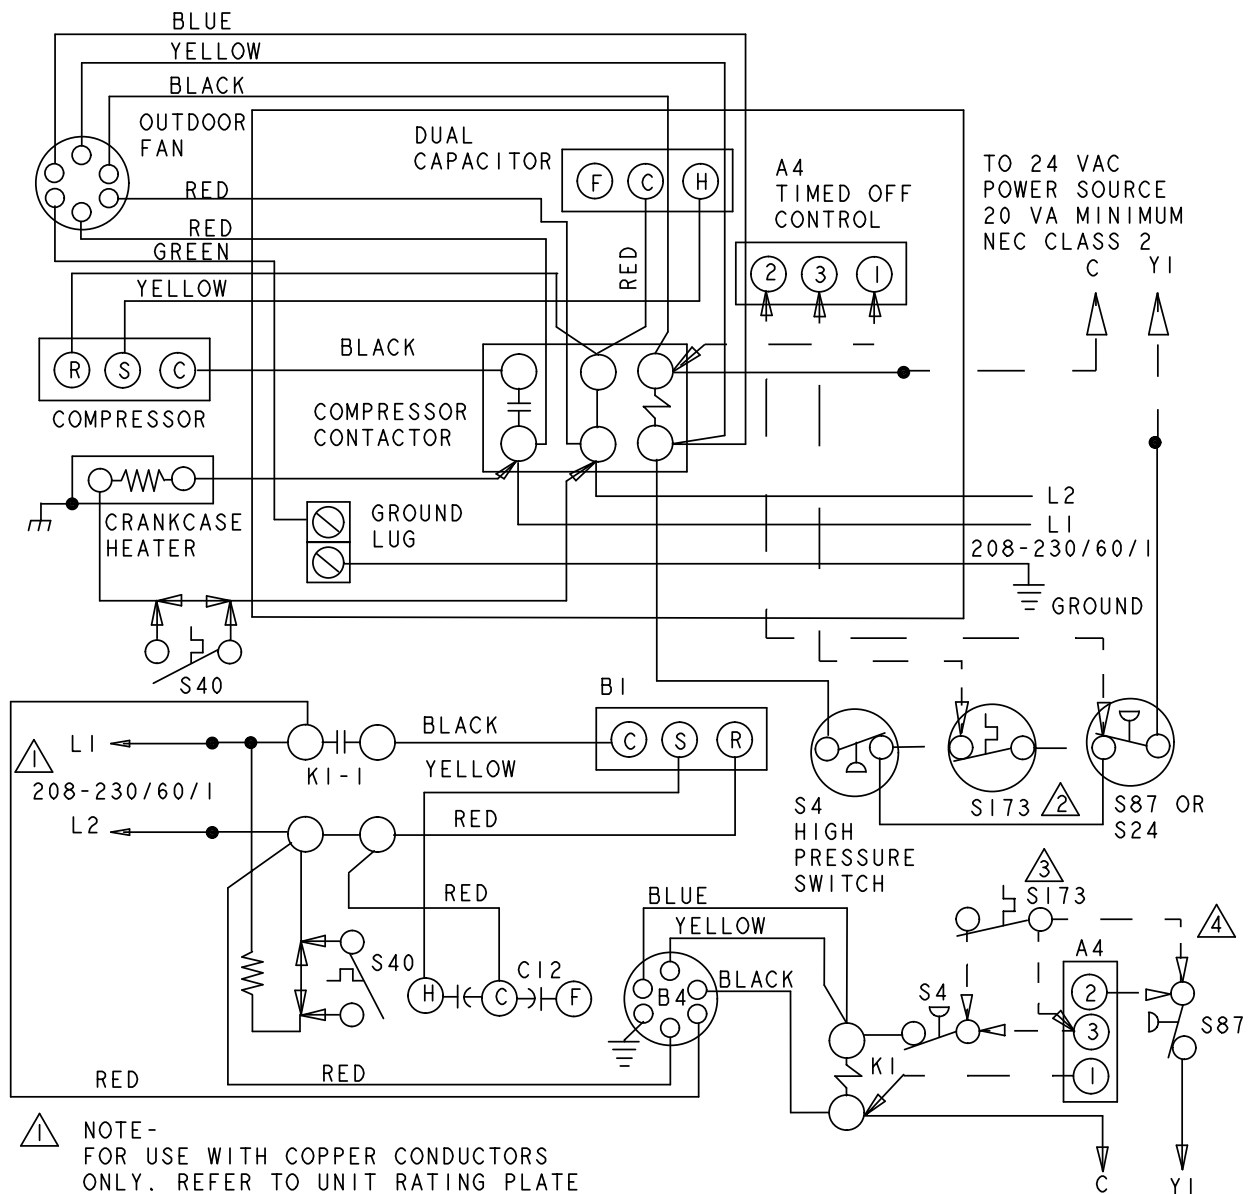 BLUE
YELLOW
BLACK
OUTDOOR
FAN
DUAL
CAPACITOR
F C H
A4
TIMED OFF
CONTROL
2 3 1
TO 24 VAC
POWER SOURCE
20 VA MINIMUM
NEC CLASS 2
C Y1
RED
RED
GREEN
RED
YELLOW
BLACK
R S C
COMPRESSOR
COMPRESSOR
CONTACTOR
CRANKCASE
HEATER
GROUND
LUG
L2
L1
208-230/60/1
GROUND
S40
B1
C S R
BLACK
L1
1
K1-1
YELLOW
208-230/60/1
L2
RED
S4
HIGH
PRESSURE
SWITCH
S173
2
S87 OR
S24
3
S173
4
BLUE
YELLOW
RED
BLACK
S40
C12
H C F
B4
S4
A4
2
3
1
S87
K1
RED
RED
C
Y1
1
NOTE-
FOR USE WITH COPPER CONDUCTORS
ONLY. REFER TO UNIT RATING PLATE